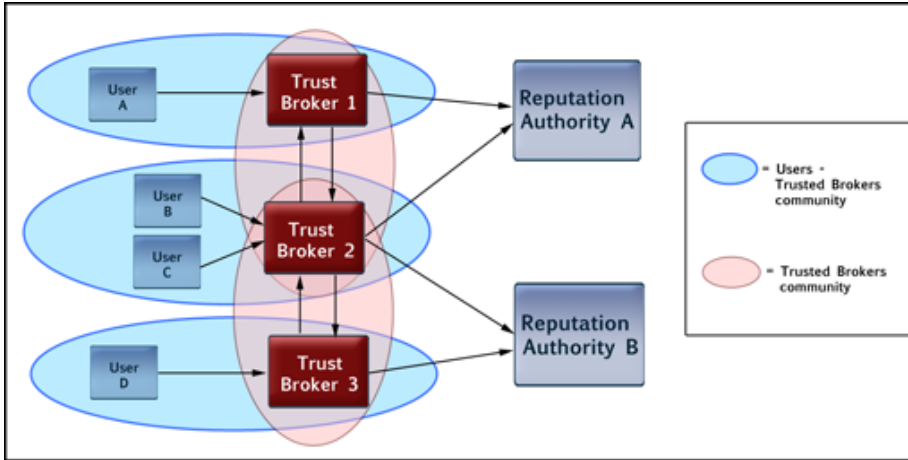 User
A
Trust
Broker 1
Reputation
Authority A
= Users -
Trusted Brokers
community
User
B
User
C
Trust
Broker 2
= Trusted Brokers
community
User
D
Trust
Broker 3
Reputation
Authority B